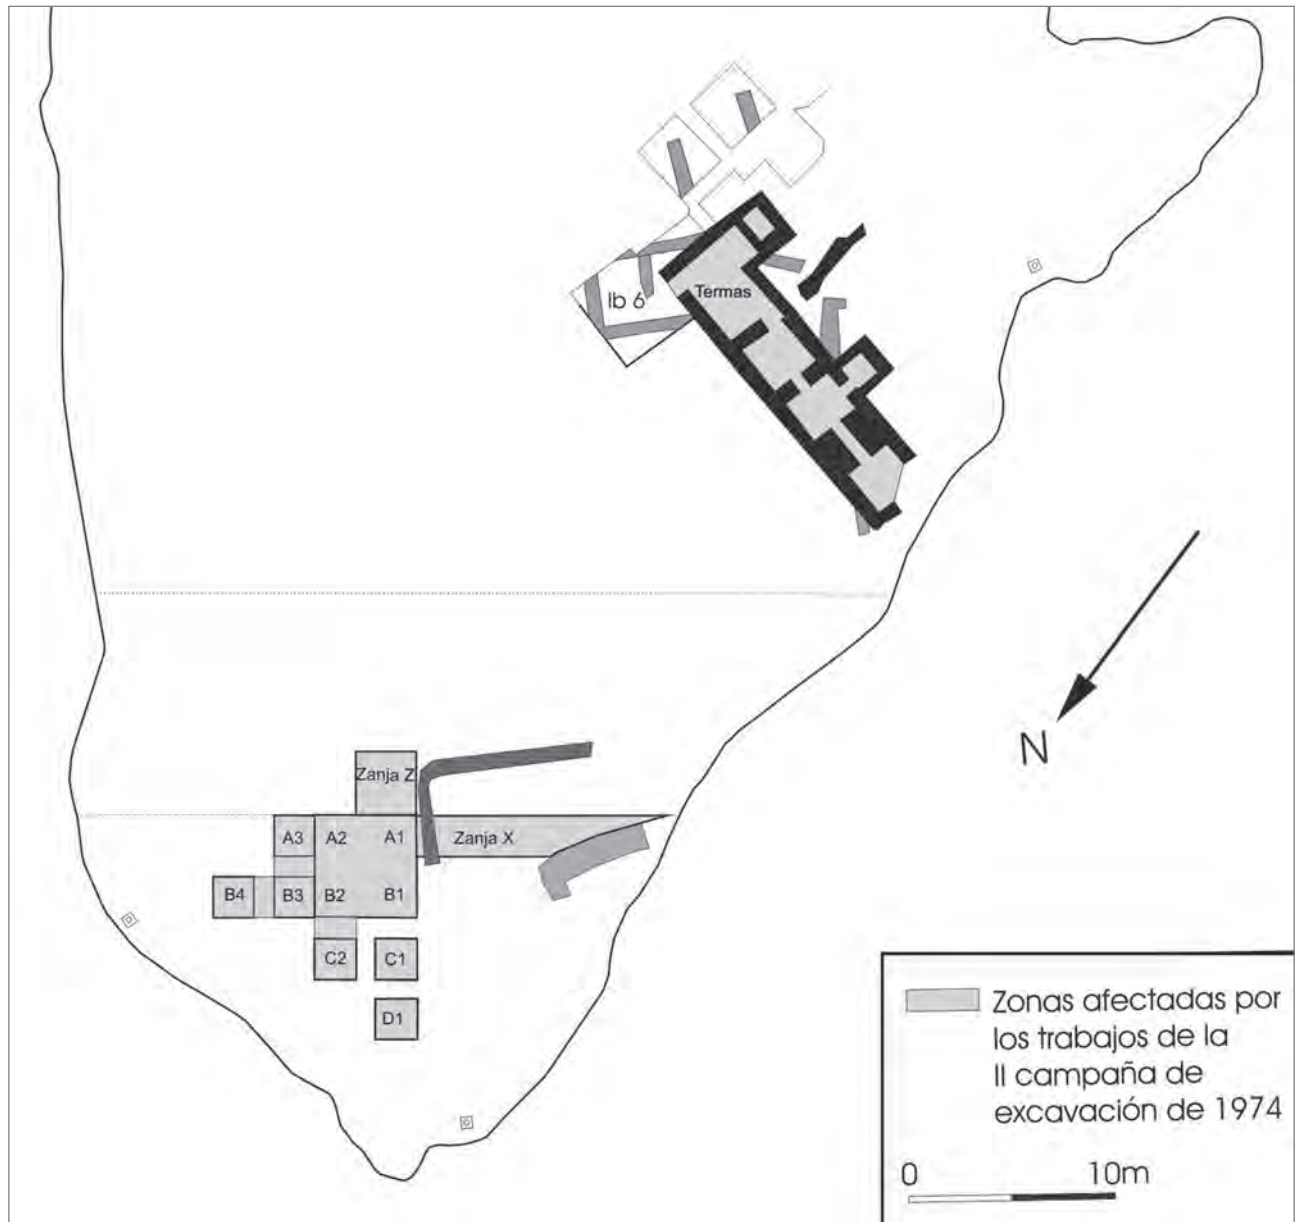 Ib 6
Termas
N
Zanja Z
A3 A2 A1 Zanja X
B4 B3 B2 B1
C2 C1
D1
Zonas afectadas por
los trabajos de la
II campaña de
excavación de 1974
0 10m